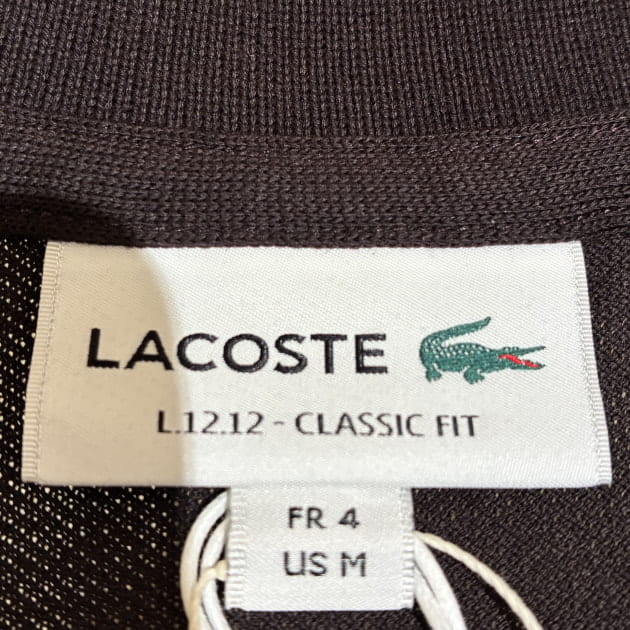 LACOSTE
L.12.12 - CLASSIC FIT
FR 4
US M